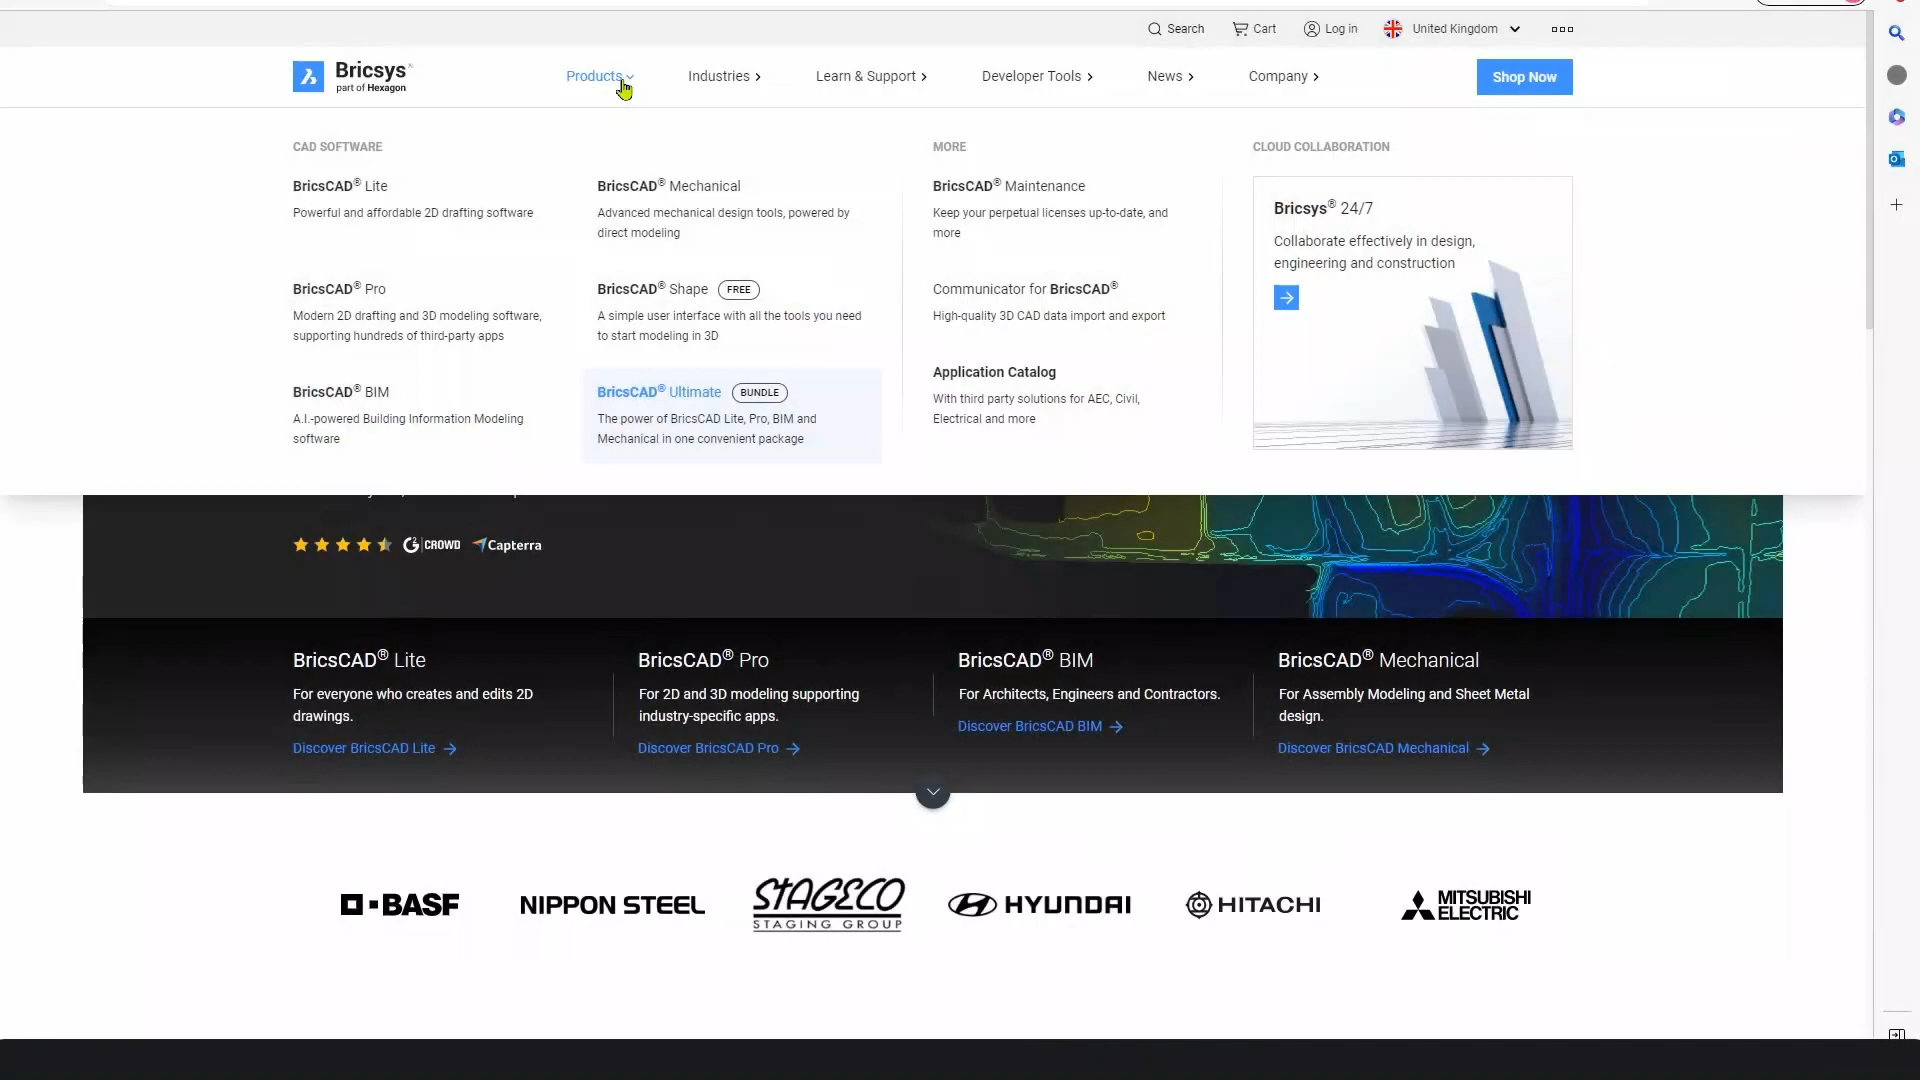 Search
Cart
Log in
United Kingdom
Bricsys®
part of Hexagon
Products
Industries
Learn & Support
Developer Tools
News
Company
Shop Now
CAD SOFTWARE
BricsCAD® Lite
Powerful and affordable 2D drafting software
BricsCAD® Pro
Modern 2D drafting and 3D modeling software,
supporting hundreds of third-party apps
BricsCAD® BIM
A.I.-powered Building Information Modeling
software
BricsCAD® Mechanical
Advanced mechanical design tools, powered by
direct modeling
BricsCAD® Shape FREE
A simple user interface with all the tools you need
to start modeling in 3D
BricsCAD® Ultimate BUNDLE
The power of BricsCAD Lite, Pro, BIM and
Mechanical in one convenient package
MORE
BricsCAD® Maintenance
Keep your perpetual licenses up-to-date, and
more
Communicator for BricsCAD®
High-quality 3D CAD data import and export
Application Catalog
With third party solutions for AEC, Civil,
Electrical and more
CLOUD COLLABORATION
Bricsys® 24/7
Collaborate effectively in design,
engineering and construction
G2 CROWD
Capterra
BricsCAD® Lite
For everyone who creates and edits 2D
drawings.
Discover BricsCAD Lite
BricsCAD® Pro
For 2D and 3D modeling supporting
industry-specific apps.
Discover BricsCAD Pro
BricsCAD® BIM
For Architects, Engineers and Contractors.
Discover BricsCAD BIM
BricsCAD® Mechanical
For Assembly Modeling and Sheet Metal
design.
Discover BricsCAD Mechanical
BASF
NIPPON STEEL
STAGECO
STAGING GROUP
HYUNDAI
HITACHI
MITSUBISHI
ELECTRIC